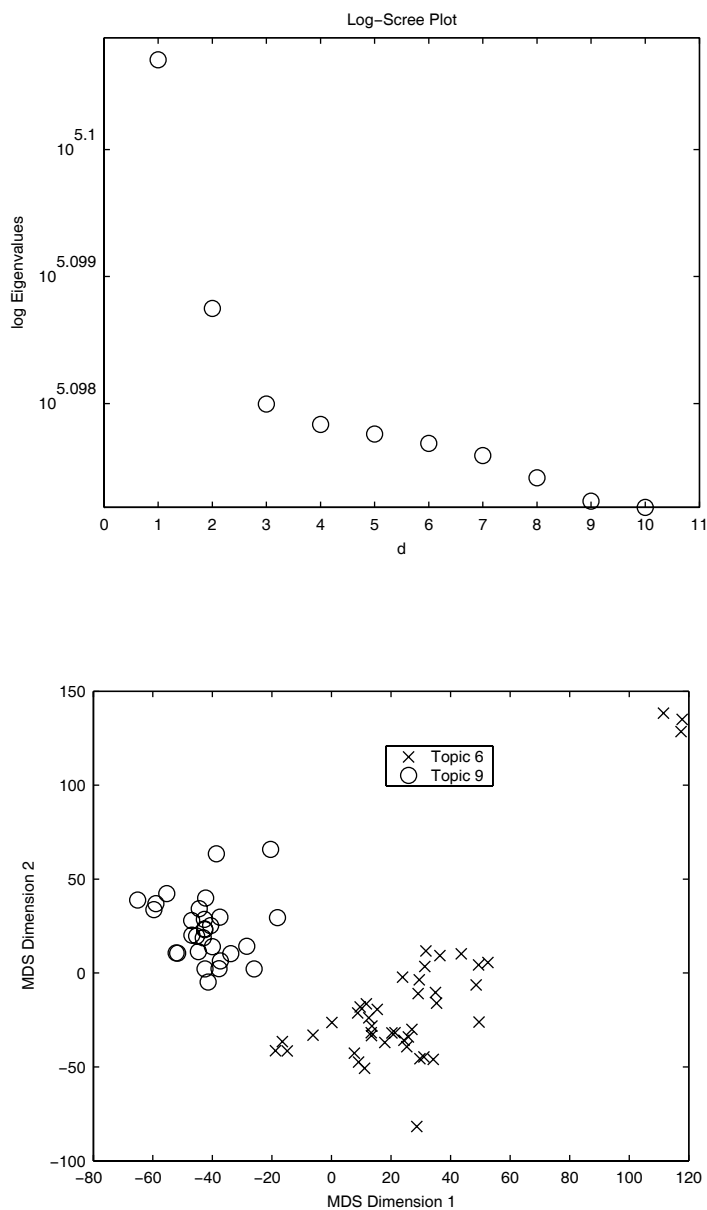 Log−Scree Plot
10^5.1
10^5.099
10^5.098
log Eigenvalues
0 1 2 3 4 5 6 7 8 9 10 11
d
150
100
50
0
−50
−100
MDS Dimension 2
Topic 6
Topic 9
−80 −60 −40 −20 0 20 40 60 80 100 120
MDS Dimension 1